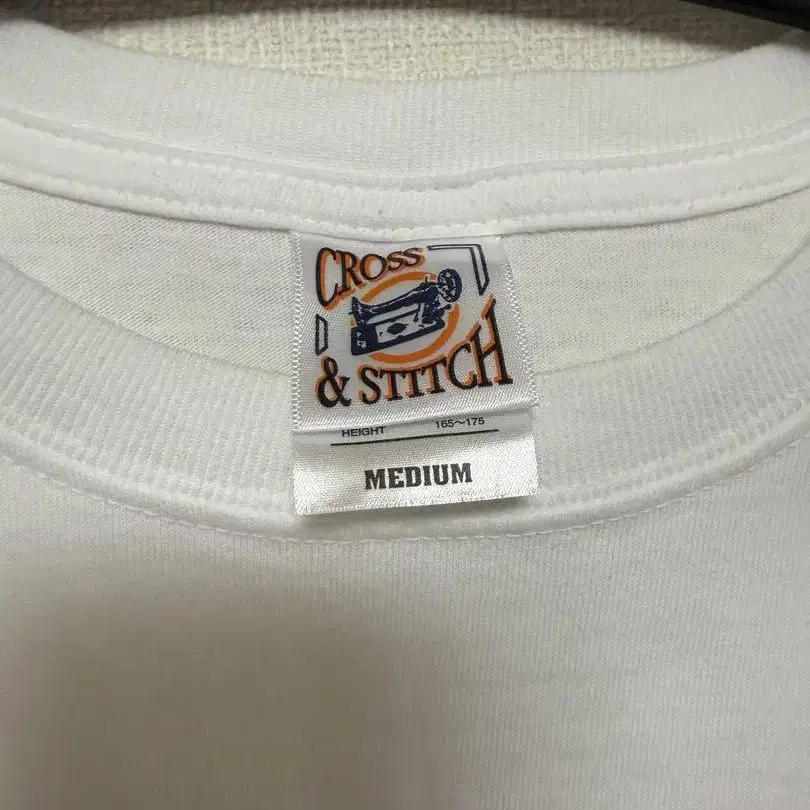 CROSS
& STITCH
HEIGHT 165~175
MEDIUM